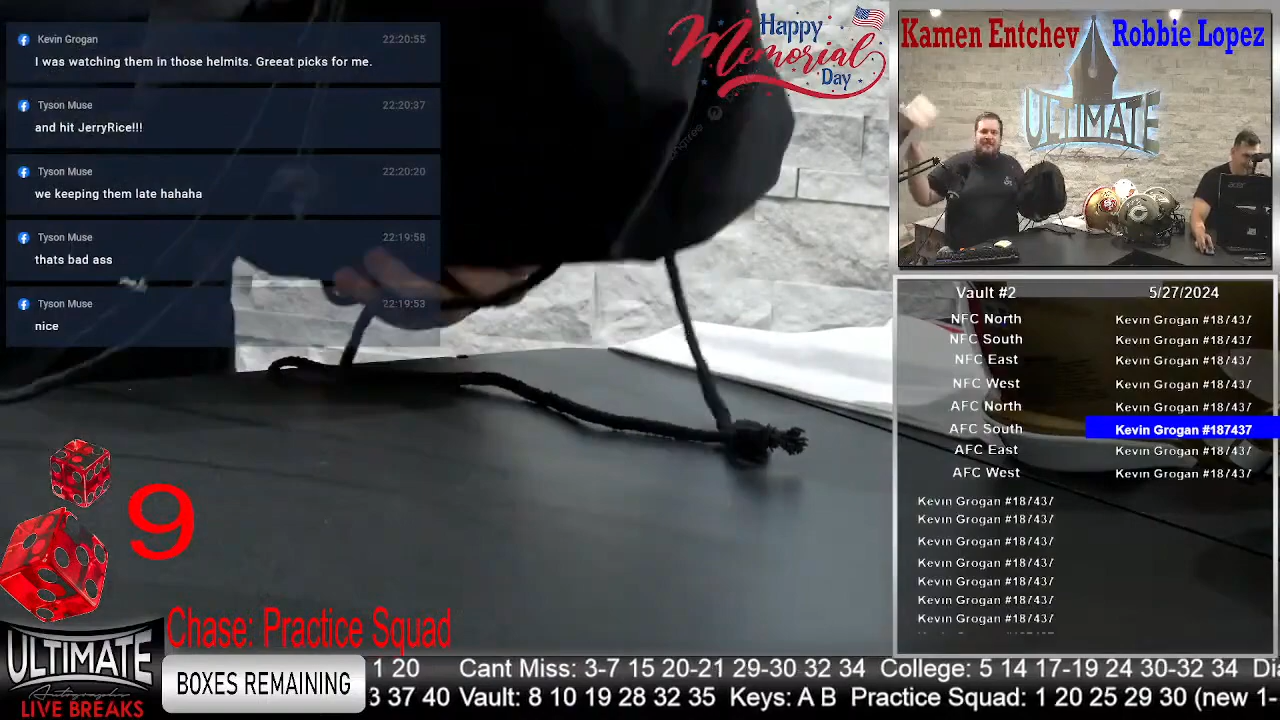 Kevin Grogan 22:20:55
I was watching them in those helmits. Greeat picks for me.
Tyson Muse 22:20:37
and hit JerryRice!!!
Tyson Muse 22:20:20
we keeping them late hahaha
Tyson Muse 22:19:58
thats bad ass
Tyson Muse 22:19:53
nice
Happy
Memorial
Day
Kamen Entchev Robbie Lopez
ULTIMATE
acer
Vault #2 5/27/2024
NFC North Kevin Grogan #187437
NFC South Kevin Grogan #187437
NFC East Kevin Grogan #187437
NFC West Kevin Grogan #187437
AFC North Kevin Grogan #187437
AFC South Kevin Grogan #187437
AFC East Kevin Grogan #187437
AFC West Kevin Grogan #187437
Kevin Grogan #187437
Kevin Grogan #187437
Kevin Grogan #187437
Kevin Grogan #187437
Kevin Grogan #187437
Kevin Grogan #187437
Kevin Grogan #187437
9
Chase: Practice Squad
ULTIMATE
Autographs
LIVE BREAKS
BOXES REMAINING
1 20 Cant Miss: 3-7 15 20-21 29-30 32 34 College: 5 14 17-19 24 30-32 34 Di
3 37 40 Vault: 8 10 19 28 32 35 Keys: A B Practice Squad: 1 20 25 29 30 (new 1-